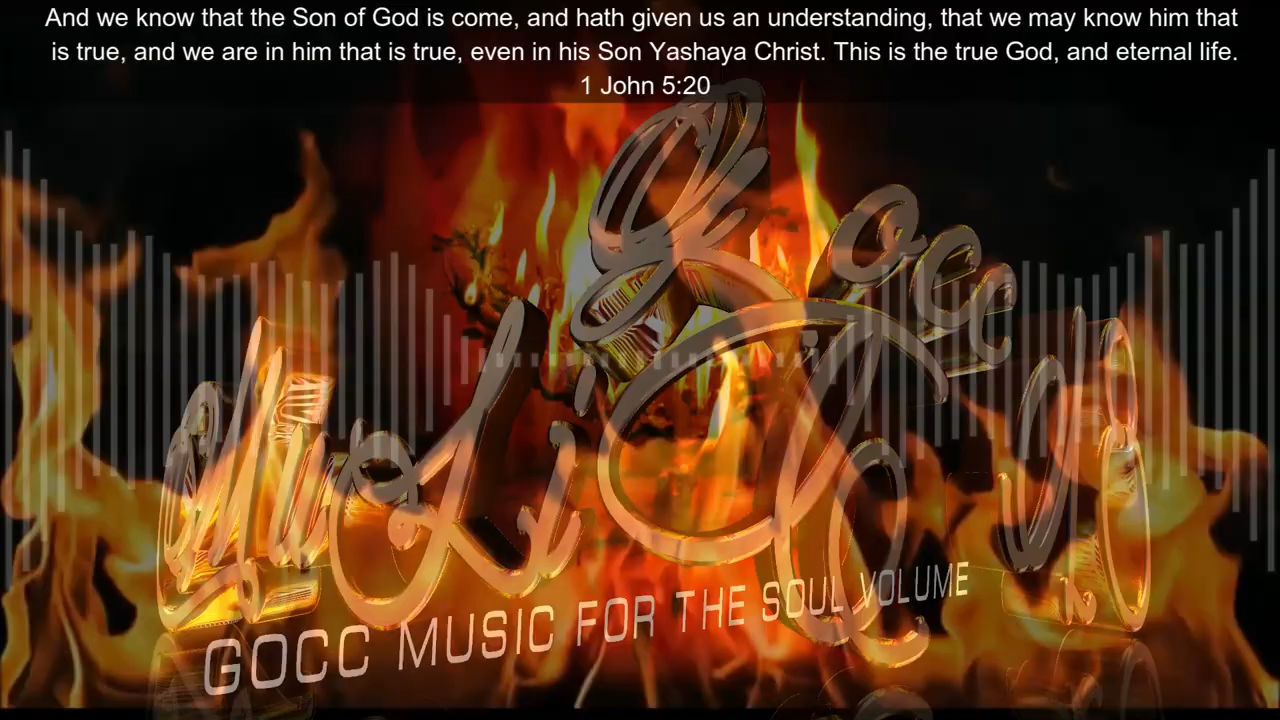 And we know that the Son of God is come, and hath given us an understanding, that we may know him that
is true, and we are in him that is true, even in his Son Yashaya Christ. This is the true God, and eternal life.
1 John 5:20
Gocc
GOCC MUSIC FOR THE SOUL VOLUME